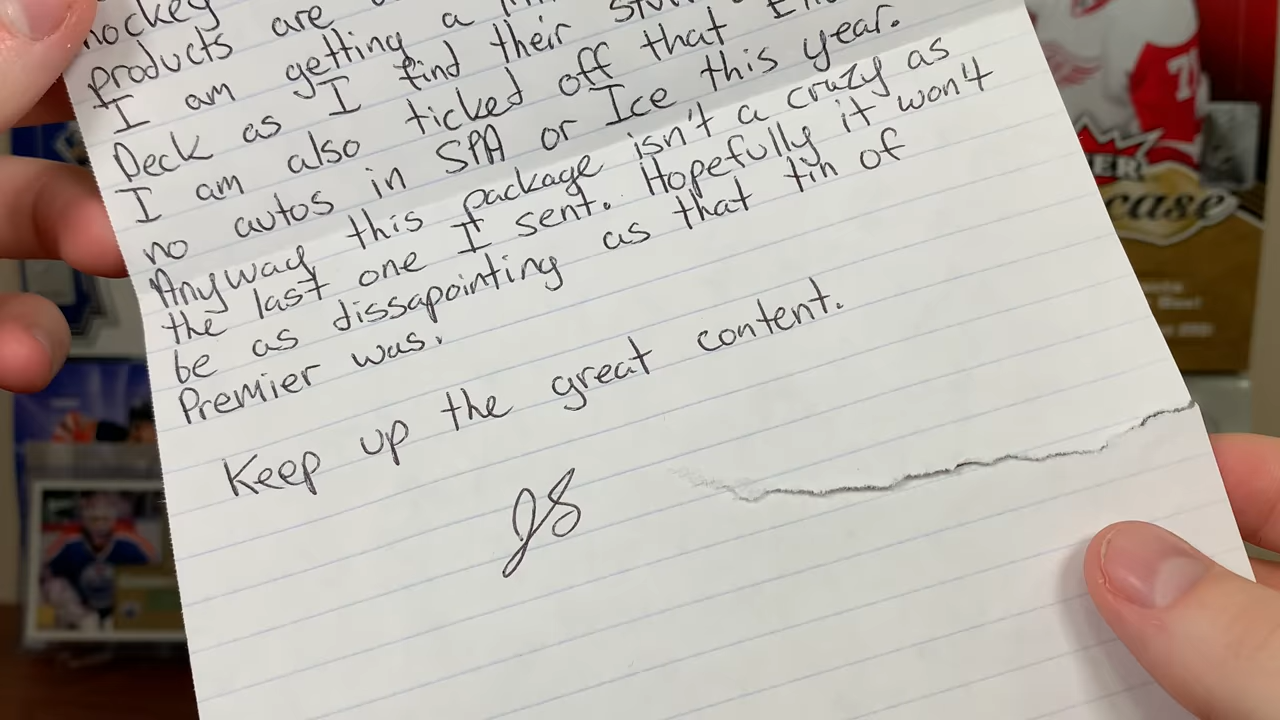 hockey
products are
I am getting a
Deck as I find their
I am also ticked off that
no autos in SPA or Ice this year.
Anyway this package isn't a crazy as
the last one I sent. Hopefully it won't
be as dissapointing as that tin of
Premier was.
Keep up the great content.
JS